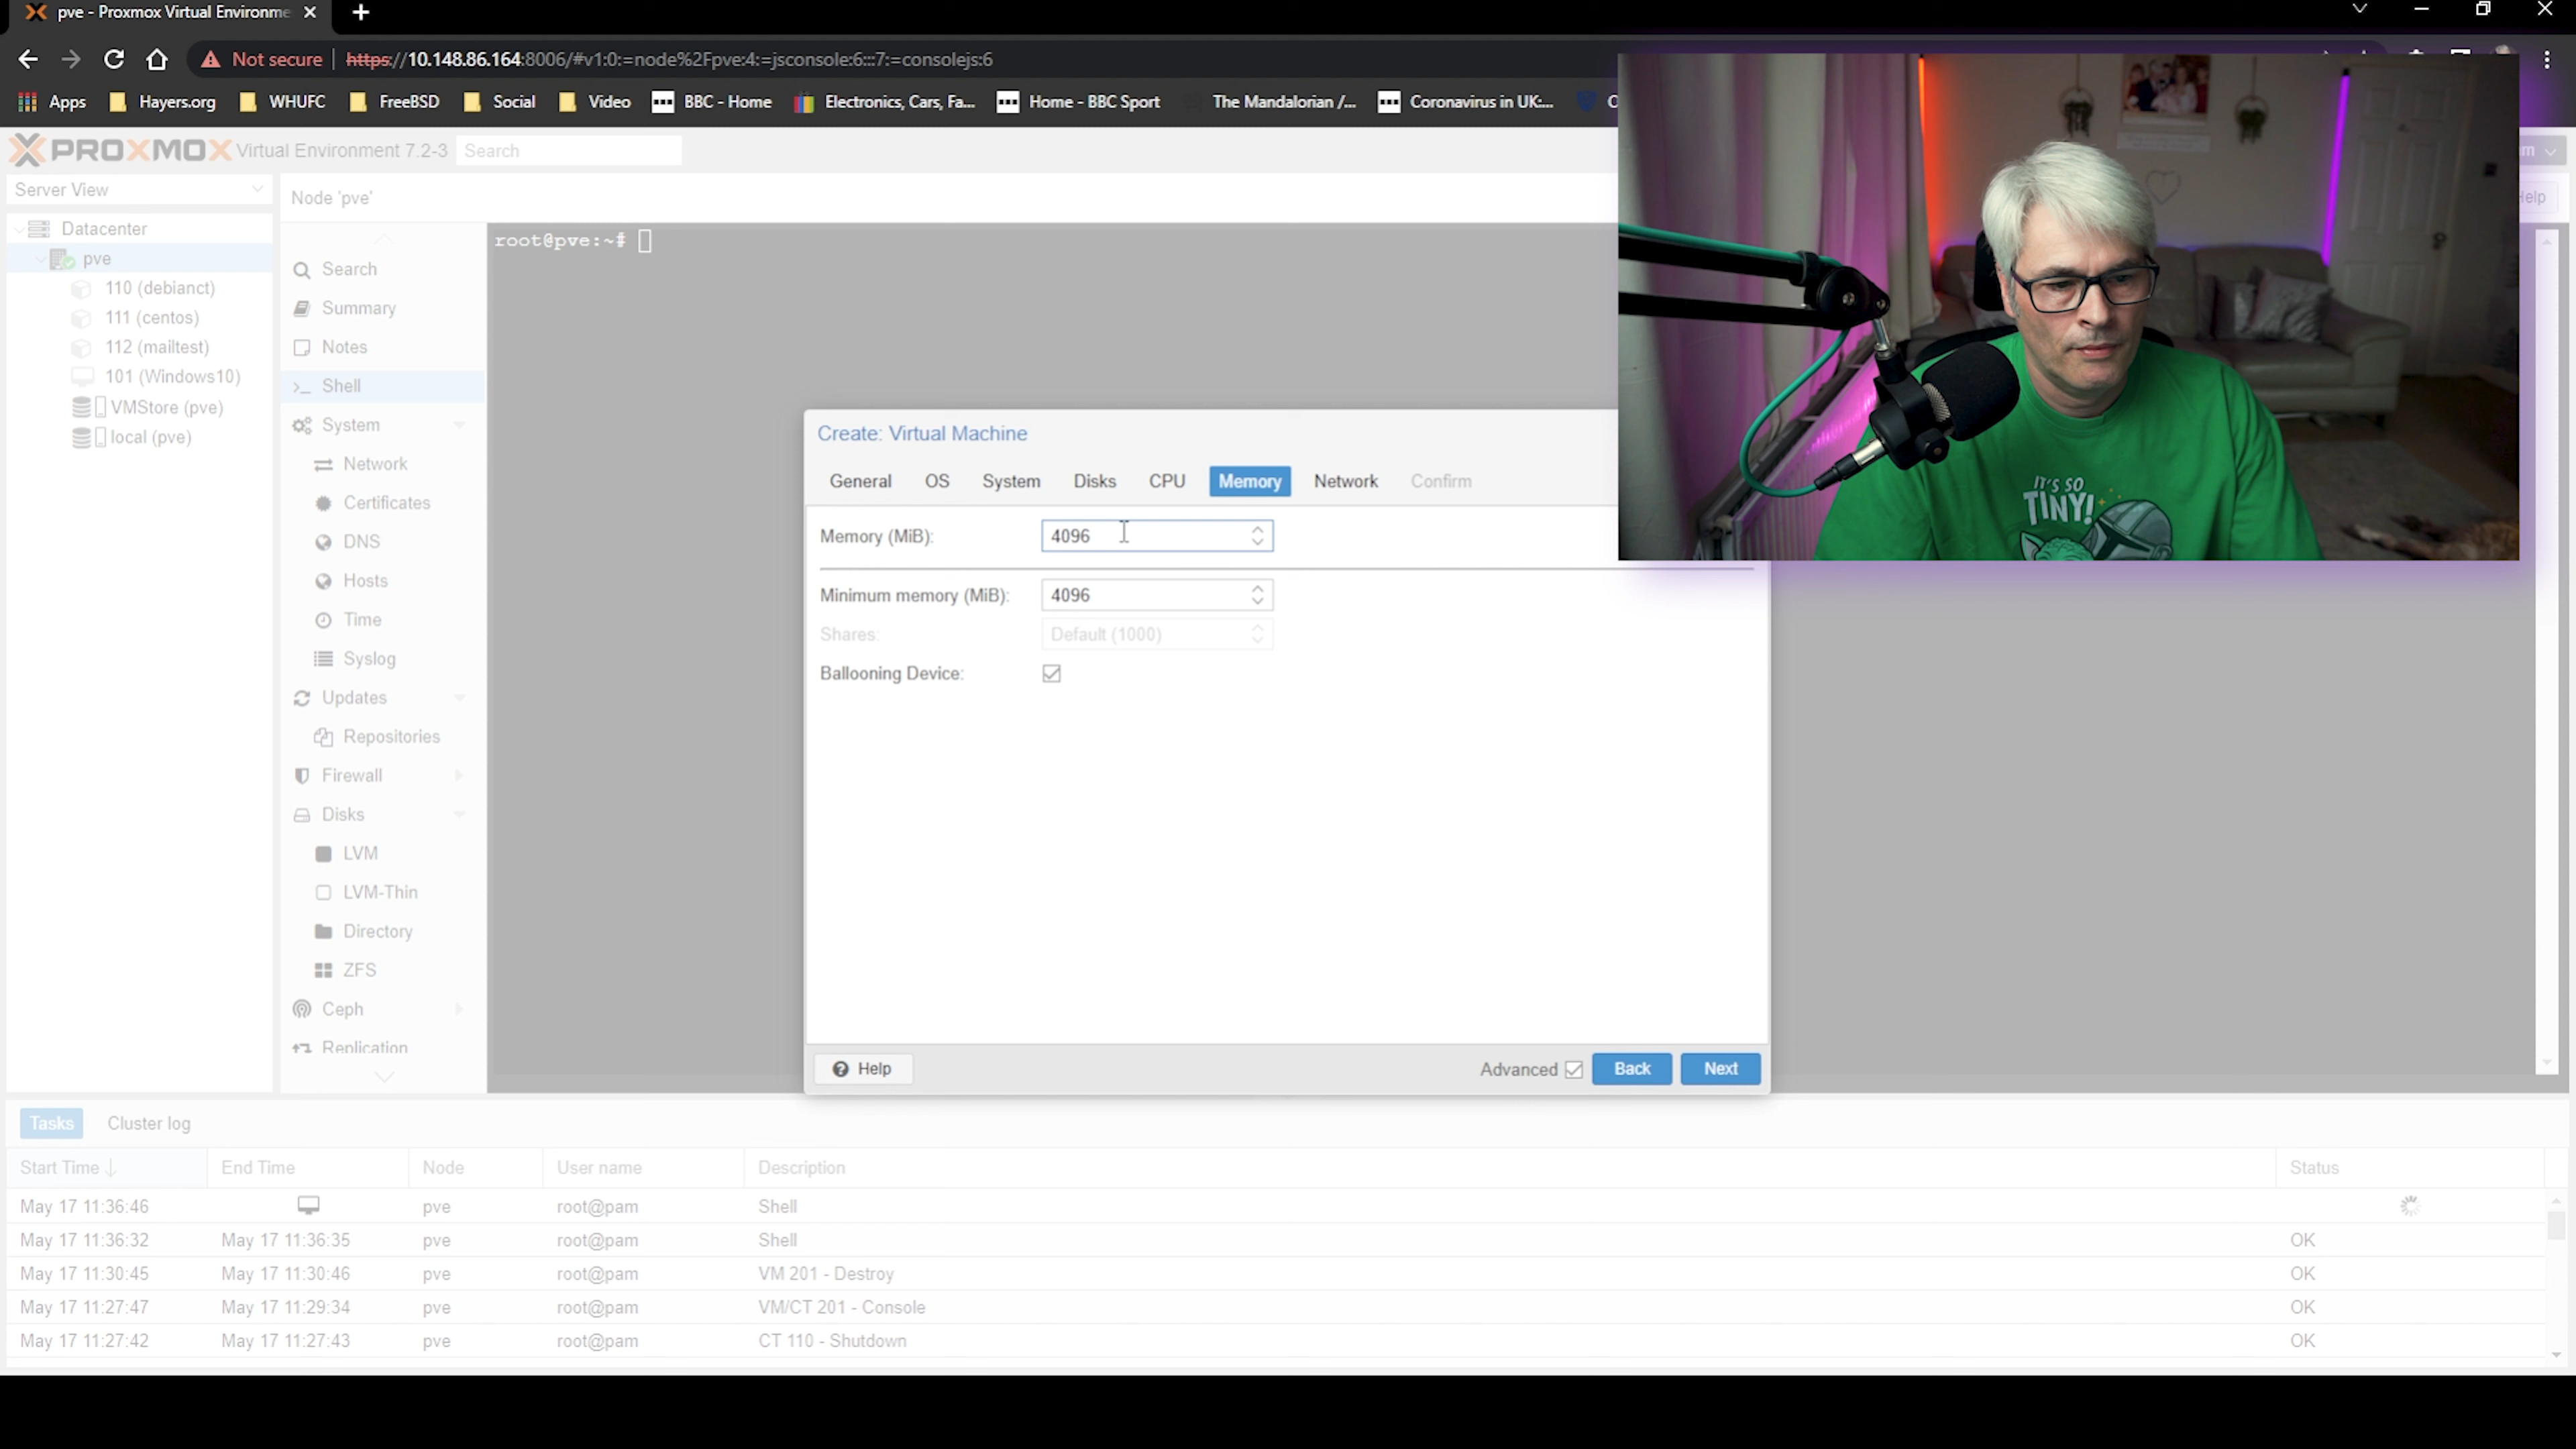 pve - Proxmox Virtual Environme
Not secure https://10.148.86.164:8006/#v1:0:=node%2Fpve:4:=jsconsole:6:::7:=consolejs:6
Apps Hayers.org WHUFC FreeBSD Social Video BBC - Home Electronics, Cars, Fa... Home - BBC Sport The Mandalorian /... Coronavirus in UK:...
PROXMOX Virtual Environment 7.2-3 Search
Server View
Node 'pve'
Help
Datacenter
pve
110 (debianct)
111 (centos)
112 (mailtest)
101 (Windows10)
VMStore (pve)
local (pve)
Search
Summary
Notes
Shell
System
Network
Certificates
DNS
Hosts
Time
Syslog
Updates
Repositories
Firewall
Disks
LVM
LVM-Thin
Directory
ZFS
Ceph
Replication
root@pve:~#
IT'S SO
TINY!
Create: Virtual Machine
General OS System Disks CPU Memory Network Confirm
Memory (MiB): 4096
Minimum memory (MiB): 4096
Shares: Default (1000)
Ballooning Device:
Help Advanced Back Next
Tasks Cluster log
Start Time End Time Node User name Description Status
May 17 11:36:46 pve root@pam Shell
May 17 11:36:32 May 17 11:36:35 pve root@pam Shell OK
May 17 11:30:45 May 17 11:30:46 pve root@pam VM 201 - Destroy OK
May 17 11:27:47 May 17 11:29:34 pve root@pam VM/CT 201 - Console OK
May 17 11:27:42 May 17 11:27:43 pve root@pam CT 110 - Shutdown OK